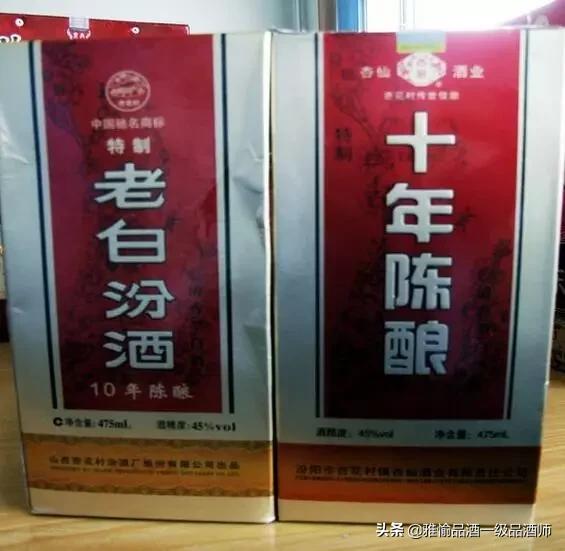 中国驰名商标
特制
老白汾酒
10年陈酿
C净含量:475mL 酒精度:45%vol
山西杏花村汾酒厂股份有限公司出品
杏仙 酒业
杏花村传世佳酿
特制
十年陈酿
酒精度:45%vol 净含量:475mL
汾阳市杏花村镇杏仙酒业有限责任公司
头条 @雅愉品酒一级品酒师